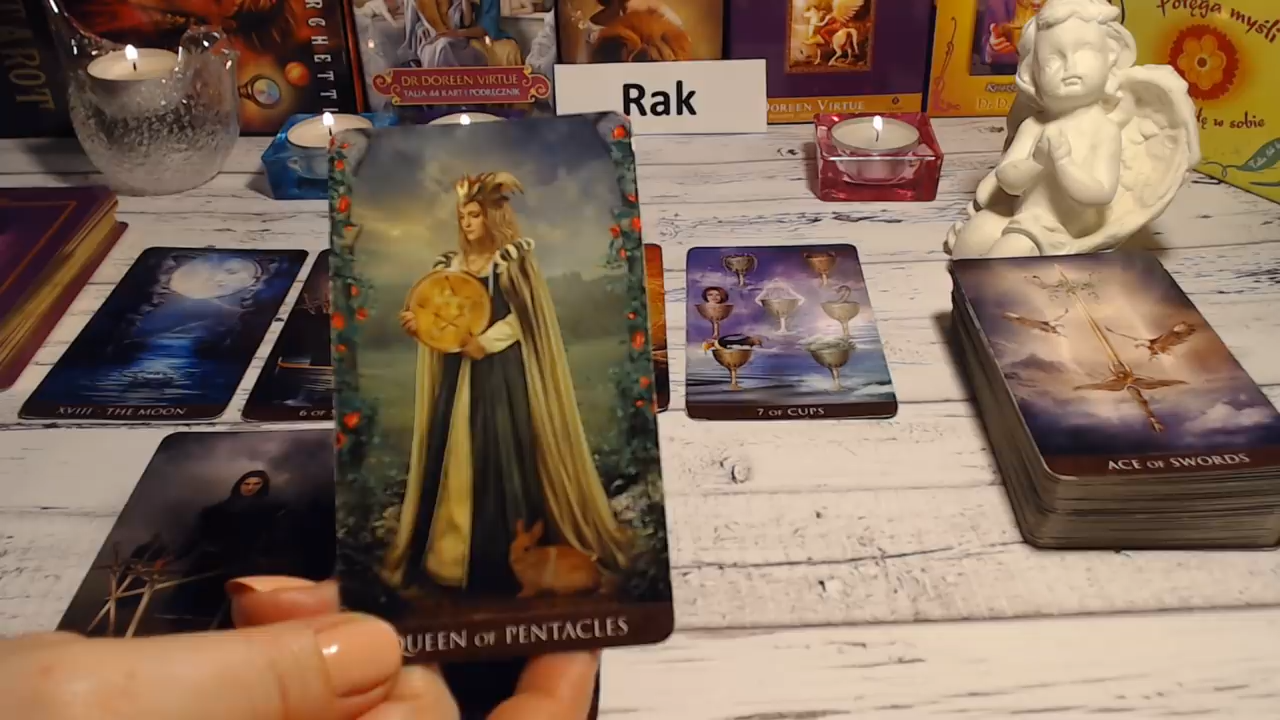 TAROT
DR DOREEN VIRTUE
TALIA 44 KART I PODRĘCZNIK
Rak
DOREEN VIRTUE
Potęga myśli
w sobie
XVIII · THE MOON
6 OF
7 OF CUPS
ACE OF SWORDS
QUEEN OF PENTACLES